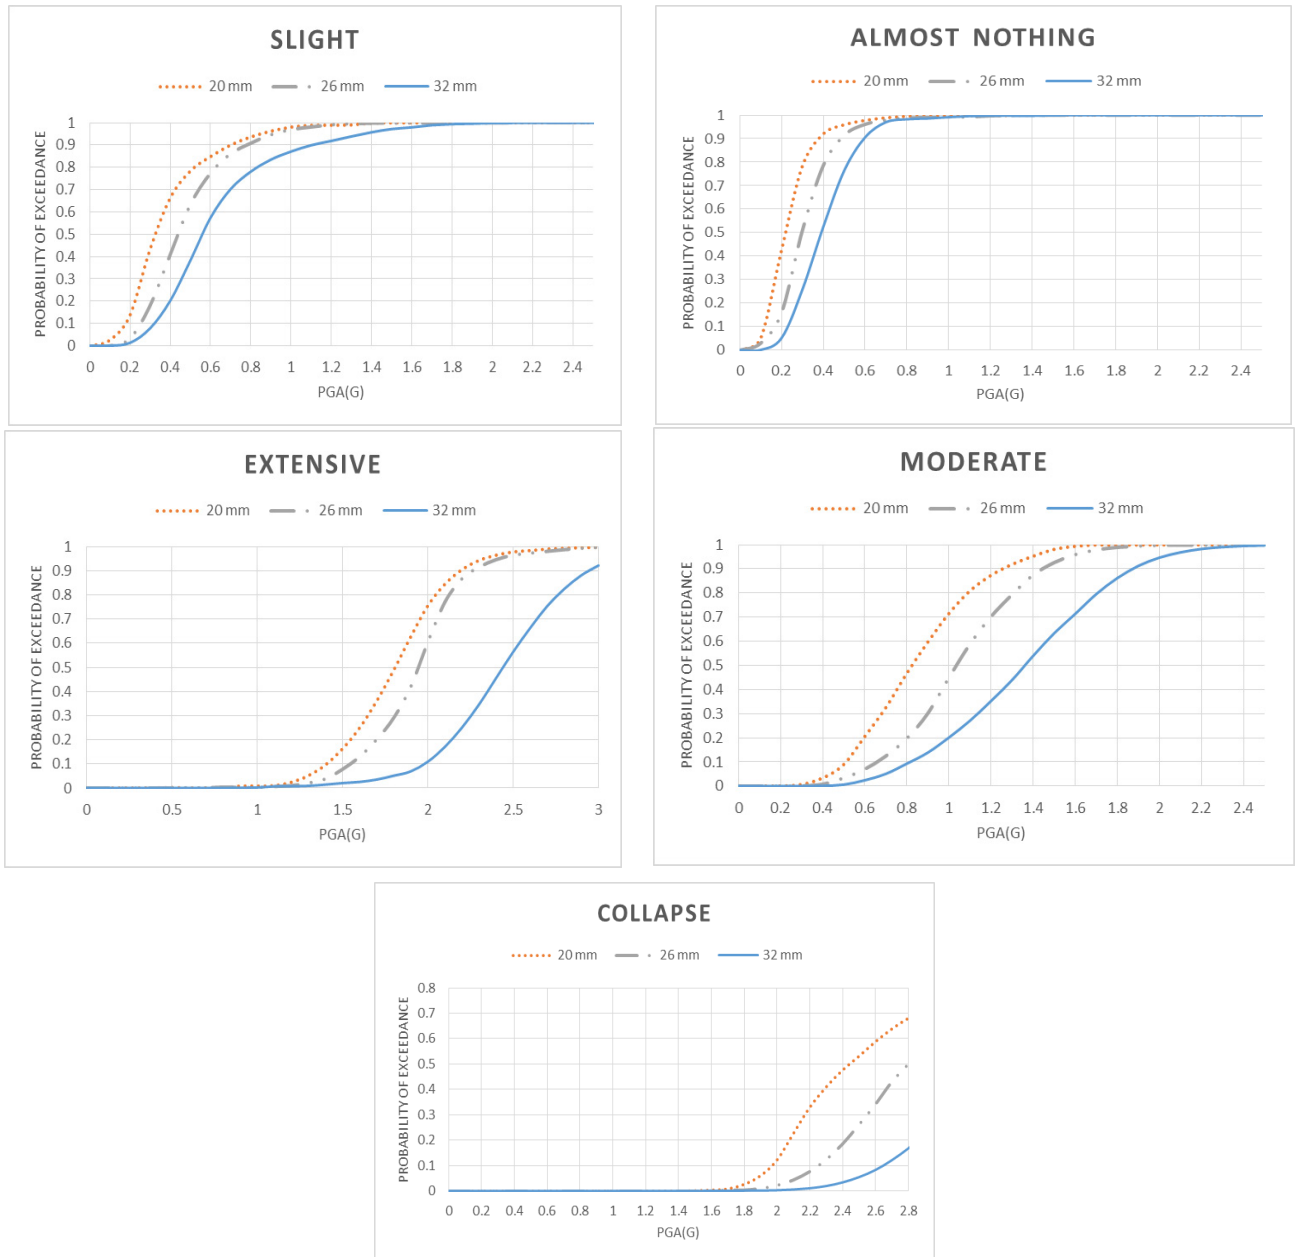 SLIGHT
20 mm 26 mm 32 mm
PROBABILITY OF EXCEEDANCE
1
0.9
0.8
0.7
0.6
0.5
0.4
0.3
0.2
0.1
0
0 0.2 0.4 0.6 0.8 1 1.2 1.4 1.6 1.8 2 2.2 2.4
PGA(G)
ALMOST NOTHING
20 mm 26 mm 32 mm
PROBABILITY OF EXCEEDANCE
1
0.9
0.8
0.7
0.6
0.5
0.4
0.3
0.2
0.1
0
0 0.2 0.4 0.6 0.8 1 1.2 1.4 1.6 1.8 2 2.2 2.4
PGA(G)
EXTENSIVE
20 mm 26 mm 32 mm
PROBABILITY OF EXCEEDANCE
1
0.9
0.8
0.7
0.6
0.5
0.4
0.3
0.2
0.1
0
0 0.5 1 1.5 2 2.5 3
PGA(G)
MODERATE
20 mm 26 mm 32 mm
PROBABILITY OF EXCEEDANCE
1
0.9
0.8
0.7
0.6
0.5
0.4
0.3
0.2
0.1
0
0 0.2 0.4 0.6 0.8 1 1.2 1.4 1.6 1.8 2 2.2 2.4
PGA(G)
COLLAPSE
20 mm 26 mm 32 mm
PROBABILITY OF EXCEEDANCE
0.8
0.7
0.6
0.5
0.4
0.3
0.2
0.1
0
0 0.2 0.4 0.6 0.8 1 1.2 1.4 1.6 1.8 2 2.2 2.4 2.6 2.8
PGA(G)